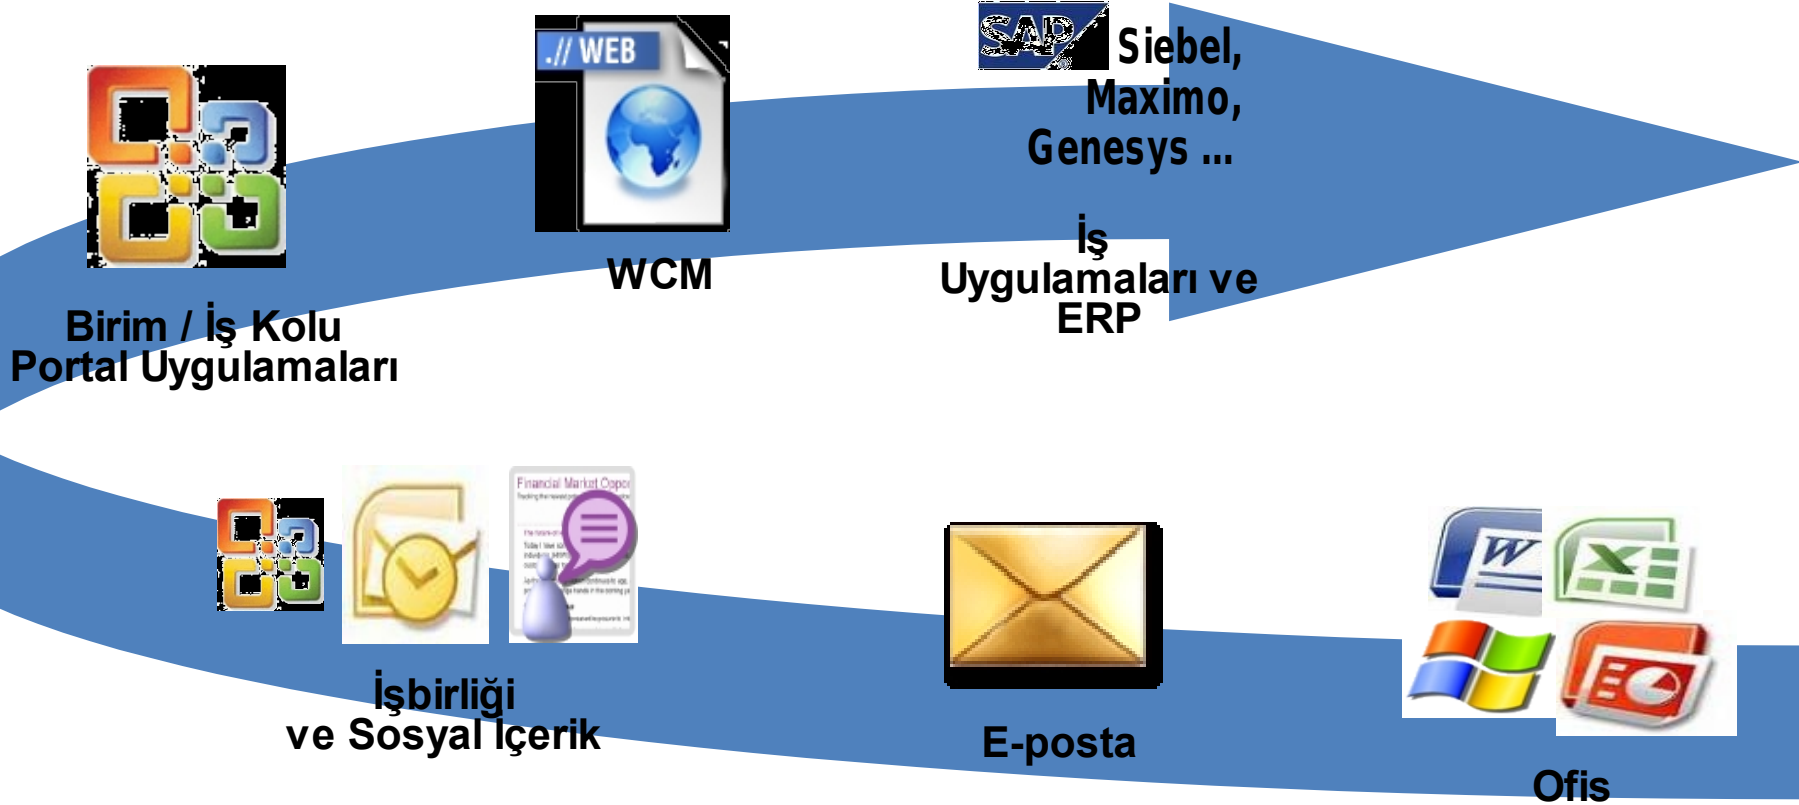 .// WEB
SAP
Siebel,
Maximo,
Genesys ...
WCM
İş
Uygulamaları ve
ERP
Birim / İş Kolu
Portal Uygulamaları
Financial Market Oppo
İşbirliği
ve Sosyal İçerik
E-posta
W
X
Ofis